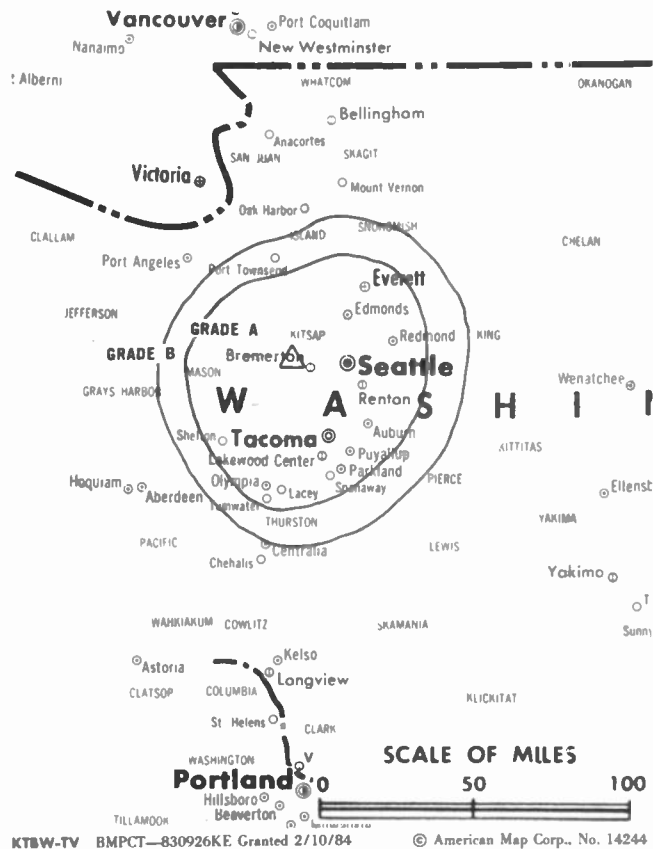 Vancouver
Port Coquitlam
Nanaimo
New Westminster
Alberni
WHATCOM
OKANOGAN
Bellingham
Anacortes
SAN JUAN
SKAGIT
Victoria
Mount Vernon
Oak Harbor
SNOHOMISH
CLALLAM
ISLAND
CHELAN
Port Angeles
Port Townsend
Everett
JEFFERSON
Edmonds
GRADE A
KITSAP
Redmond
KING
GRADE B
Bremerton
Seattle
MASON
Wenatchee
GRAYS HARBOR
Renton
W A S H I
Auburn
Shelton
Tacoma
KITTITAS
Lakewood Center
Puyallup
Parkland
Hoquiam
Aberdeen
Olympia
Lacey
Spanaway
PIERCE
Ellensb
Tumwater
THURSTON
YAKIMA
PACIFIC
Centralia
LEWIS
Chehalis
Yakimo
T
Sunny
WAHKIAKUM
COWLITZ
SKAMANIA
Astoria
Kelso
Longview
CLATSOP
COLUMBIA
KLICKITAT
St Helens
CLARK
WASHINGTON
V
SCALE OF MILES
Portland
0 50 100
Hillsboro
Beaverton
TILLAMOOK
KTBW-TV BMPCT—830926KE Granted 2/10/84
© American Map Corp., No. 14244